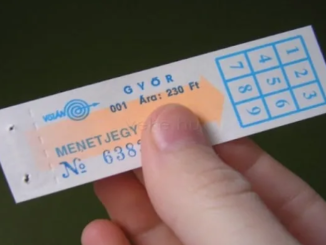 GYŐR
VOLÁN 001 Ára: 230 Ft
MENETJEGY
№ 638
1 2 3
4 5 6
7 8 9